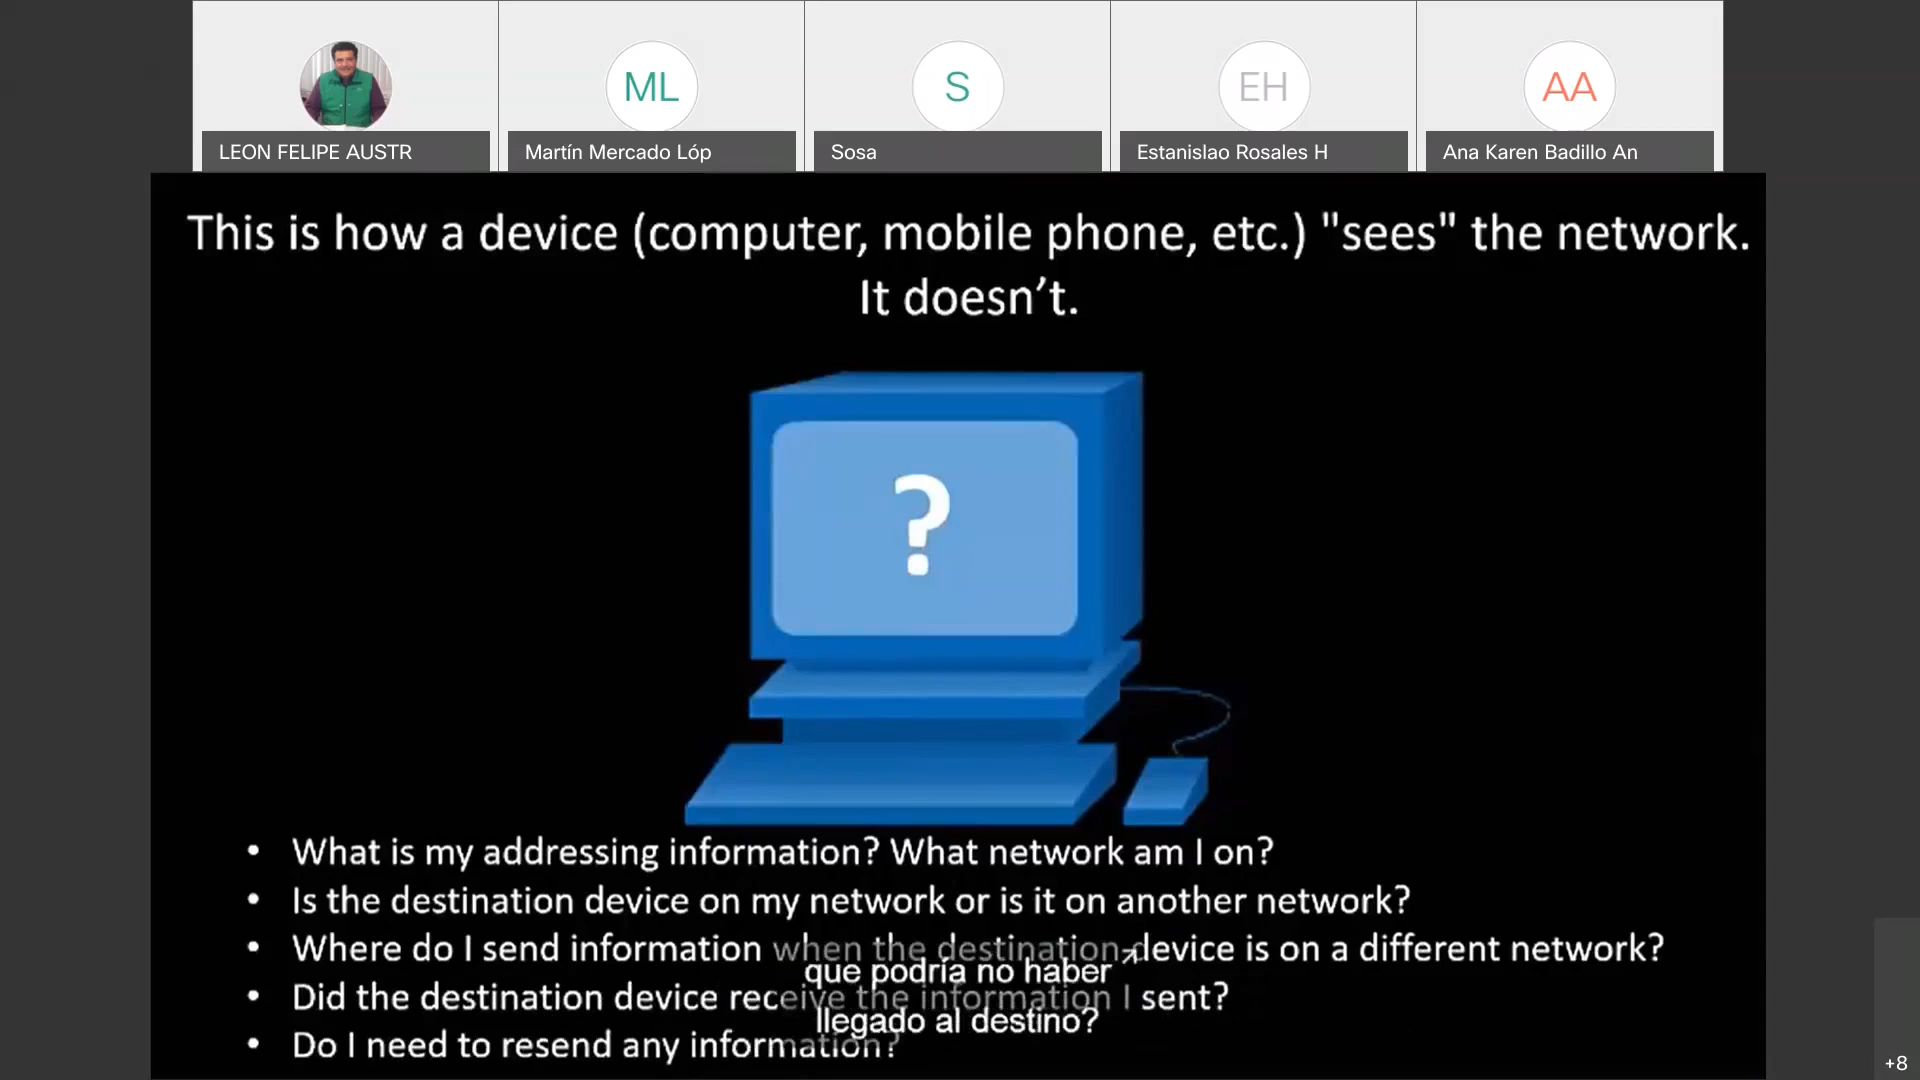 ML
S
EH
AA
LEON FELIPE AUSTR
Martín Mercado Lóp
Sosa
Estanislao Rosales H
Ana Karen Badillo An
This is how a device (computer, mobile phone, etc.) "sees" the network.
It doesn’t.
?
• What is my addressing information? What network am I on?
• Is the destination device on my network or is it on another network?
• Where do I send information when the destination device is on a different network?
que podría no haber
• Did the destination device receive the information I sent?
llegado al destino?
• Do I need to resend any information?
+8